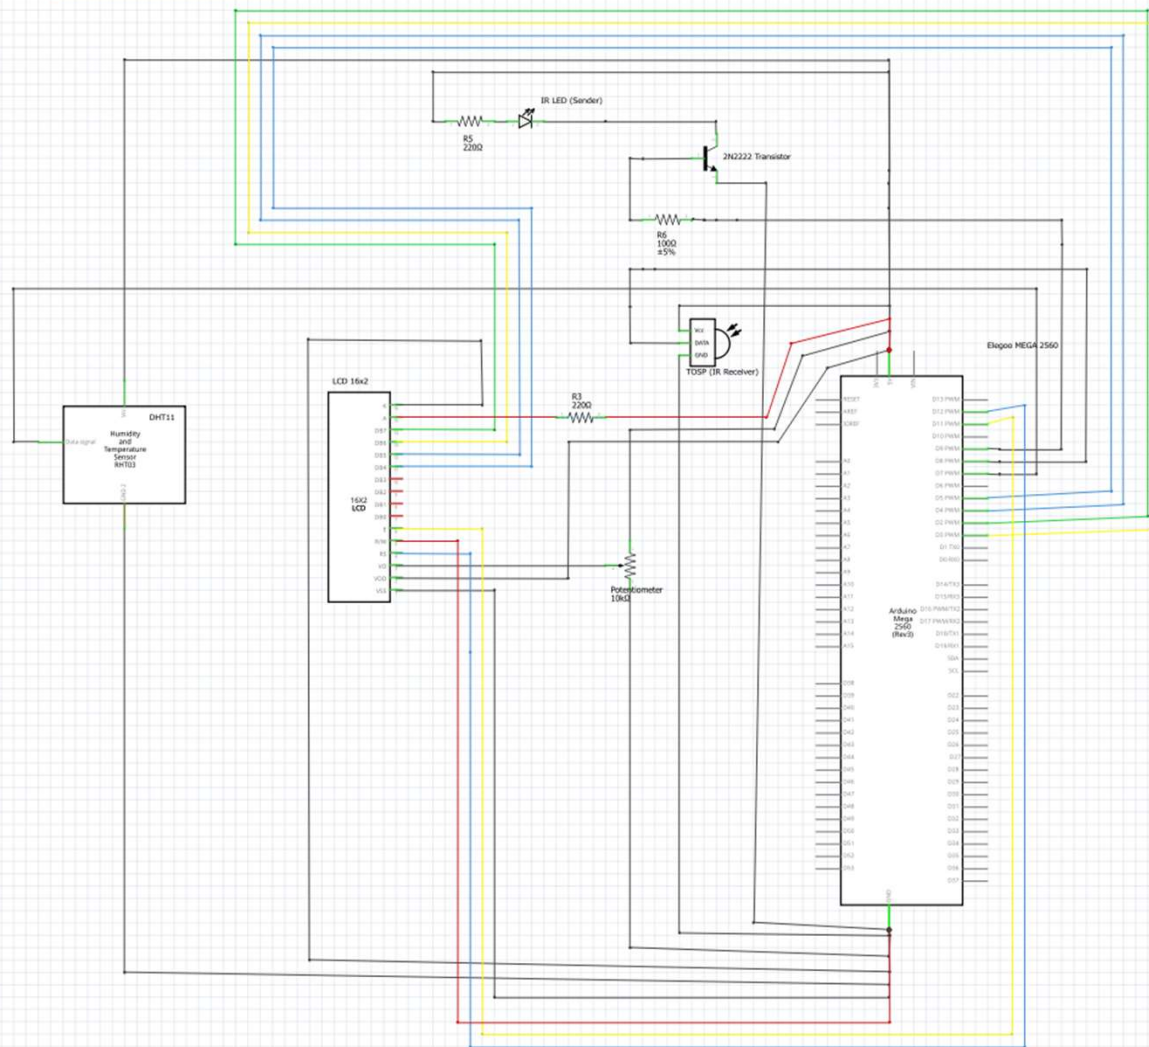 IR LED (Sender)
R5
220Ω
2N2222 Transistor
R6
100Ω
±5%
DATA
GND
TOSP (IR Receiver)
Elegoo MEGA 2560
LCD 16x2
R3
220Ω
DHT11
Humidity
and
Temperature
Sensor
RHT03
Data signal
K
A
DB7
DB6
DB5
DB4
DB3
DB2
DB1
DB0
16X2
LCD
E
R/W
RS
VO
VDD
VSS
Potentiometer
10kΩ
RESET
AREF
IOREF
A0
A1
A2
A3
A4
A5
A6
A7
A8
A9
A10
A11
A12
A13
A14
A15
D38
D39
D40
D41
D42
D43
D44
D45
D46
D47
D48
D49
D50
D51
D52
D53
Arduino
Mega
2560
(Rev3)
D13 PWM
D12 PWM
D11 PWM
D10 PWM
D9 PWM
D8 PWM
D7 PWM
D6 PWM
D5 PWM
D4 PWM
D2 PWM
D3 PWM
D1 TX0
D0/RX0
D14/TX3
D15/RX3
D16 PWM/TX2
D17 PWM/RX2
D18/TX1
D19/RX1
SDA
SCL
D22
D23
D24
D25
D26
D27
D28
D29
D30
D31
D32
D33
D34
D35
D36
D37
GND